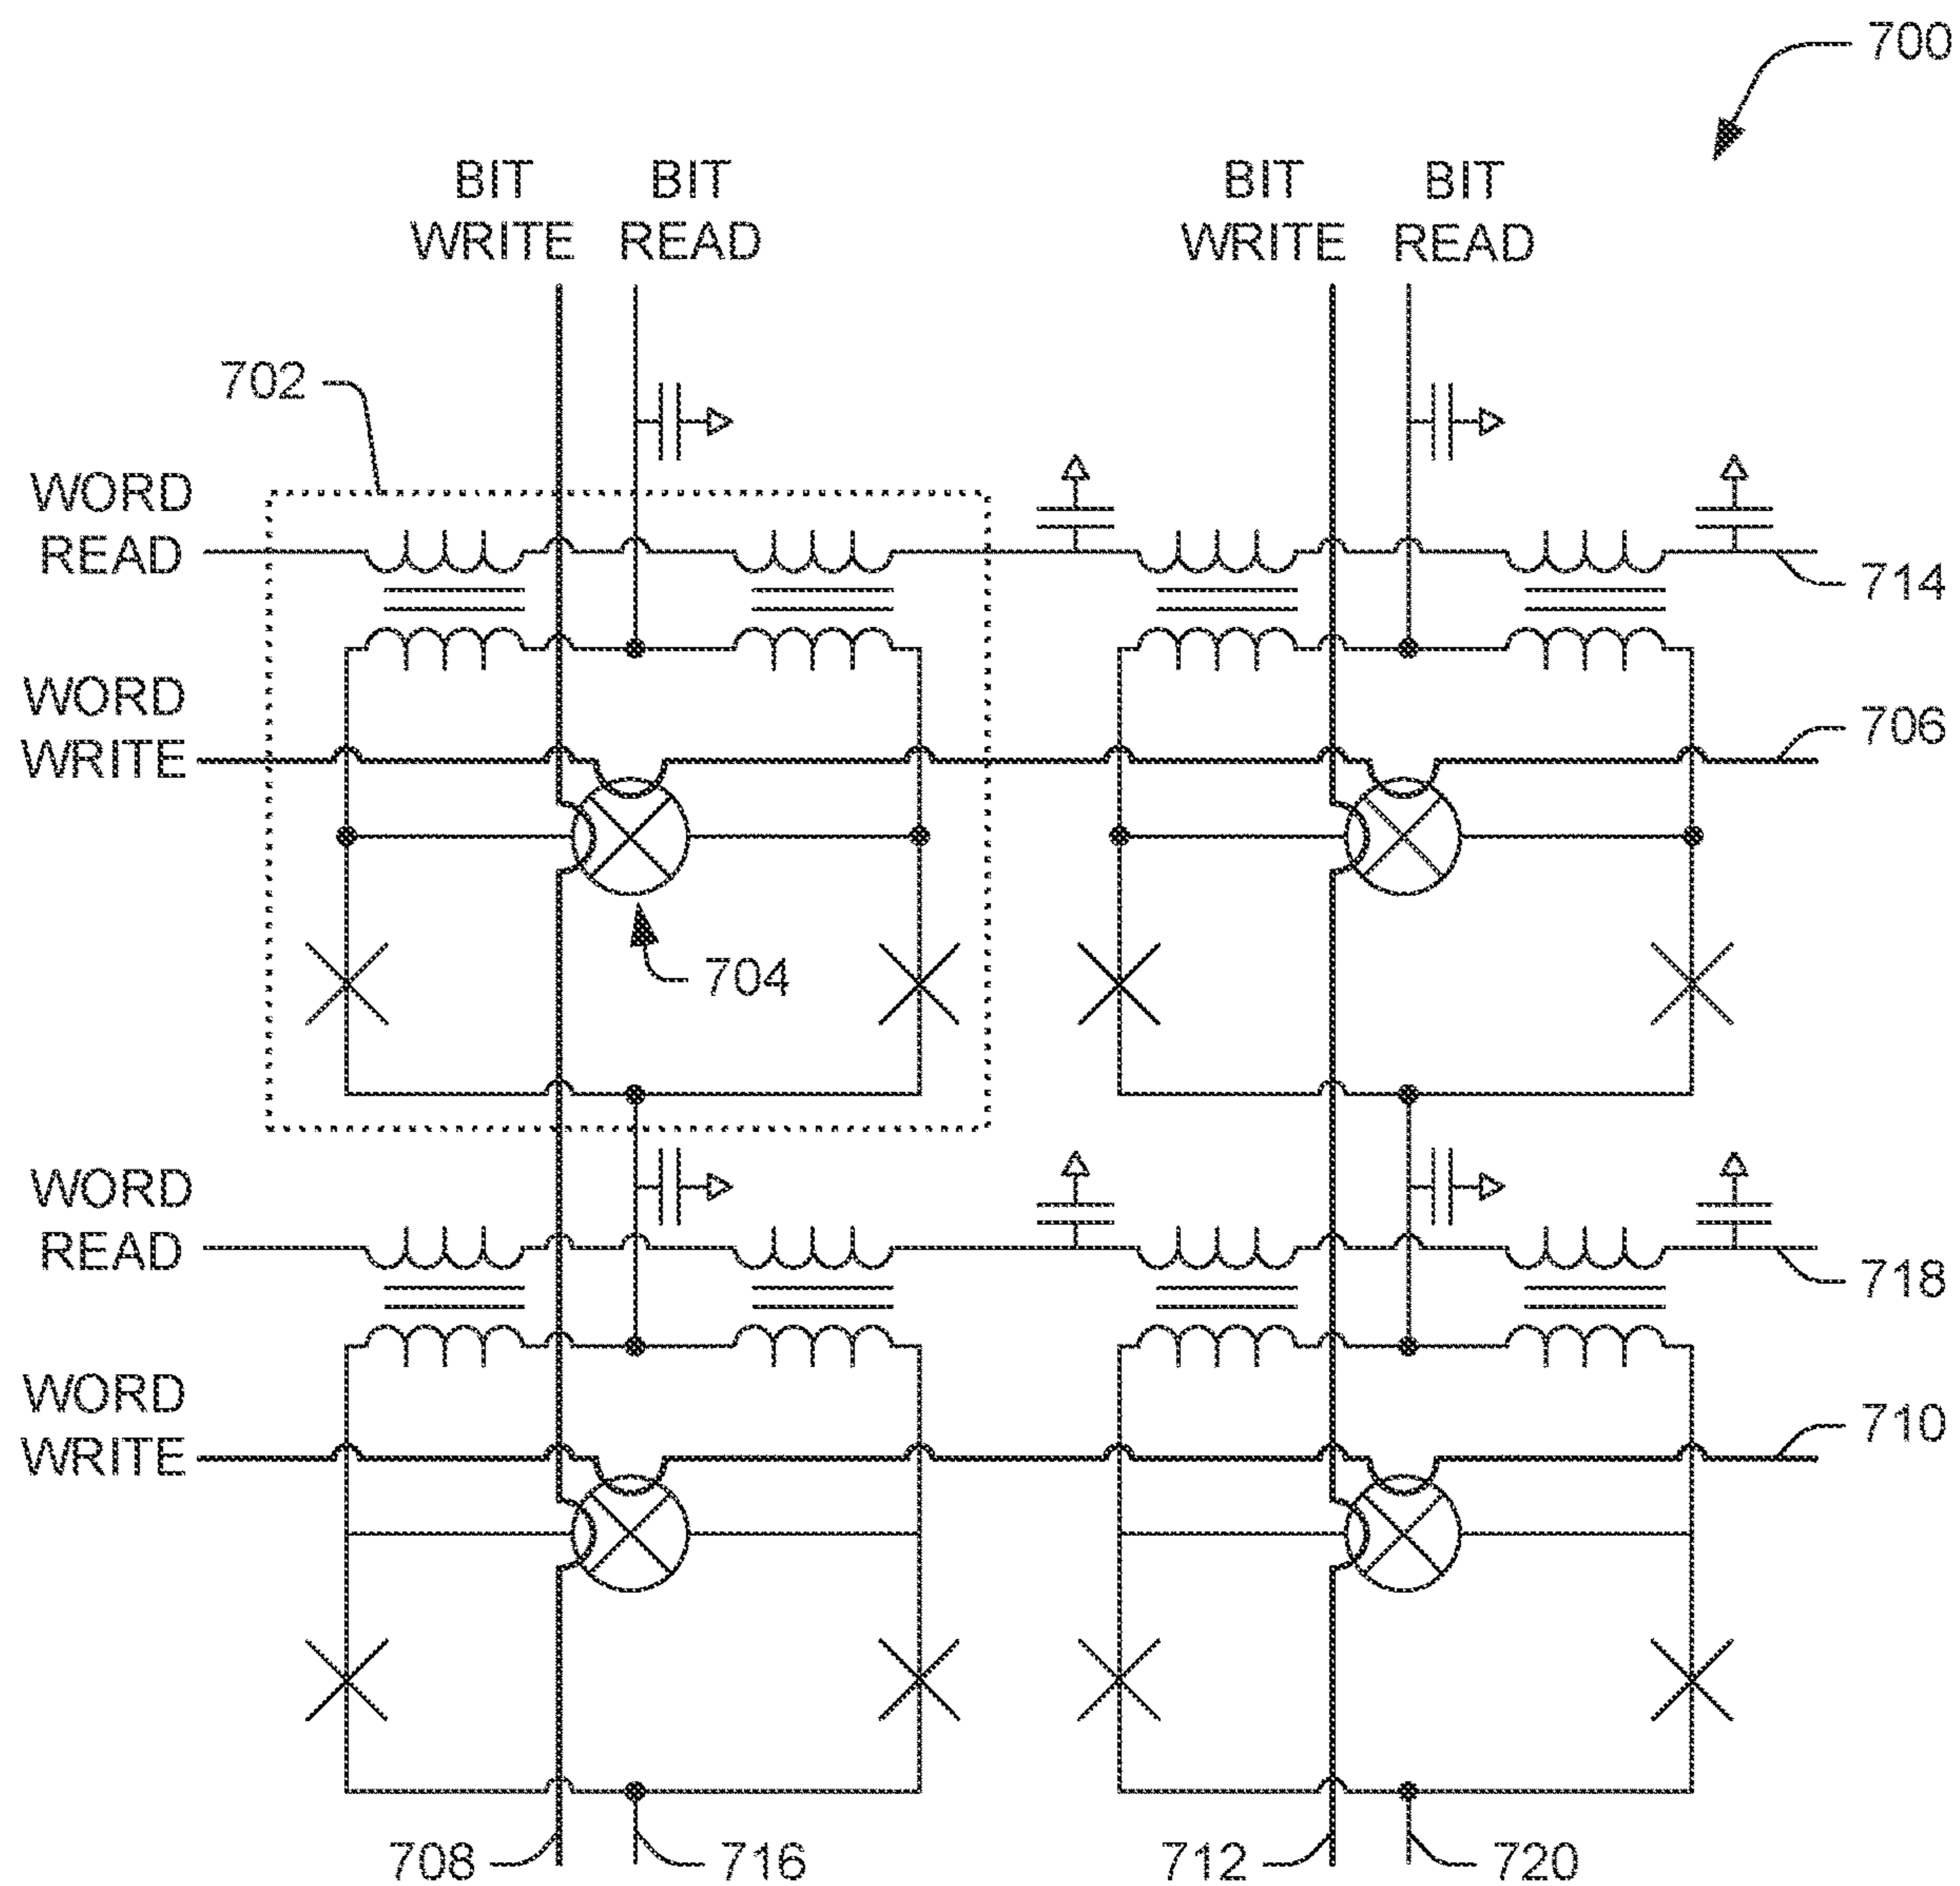 700
BIT BIT BIT BIT
WRITE READ WRITE READ
702
WORD
READ
714
WORD
WRITE
706
704
WORD
READ
718
WORD
WRITE
710
708 716 712 720